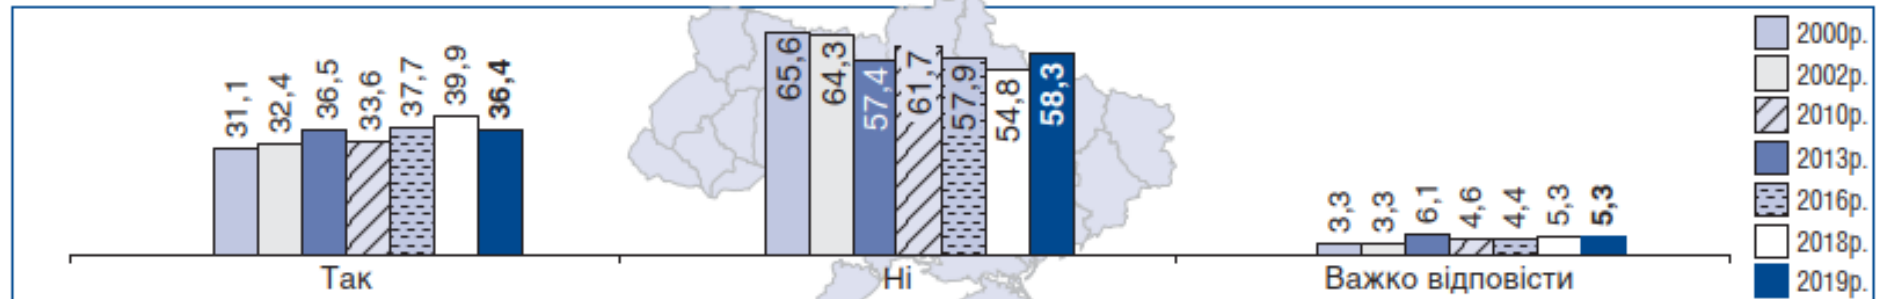 31,1 32,4 36,5 33,6 37,7 39,9 36,4
65,6 64,3 57,4 61,7 57,9 54,8 58,3
3,3 3,3 6,1 4,6 4,4 5,3 5,3
Так Ні Важко відповісти
2000р.
2002р.
2010р.
2013р.
2016р.
2018р.
2019р.